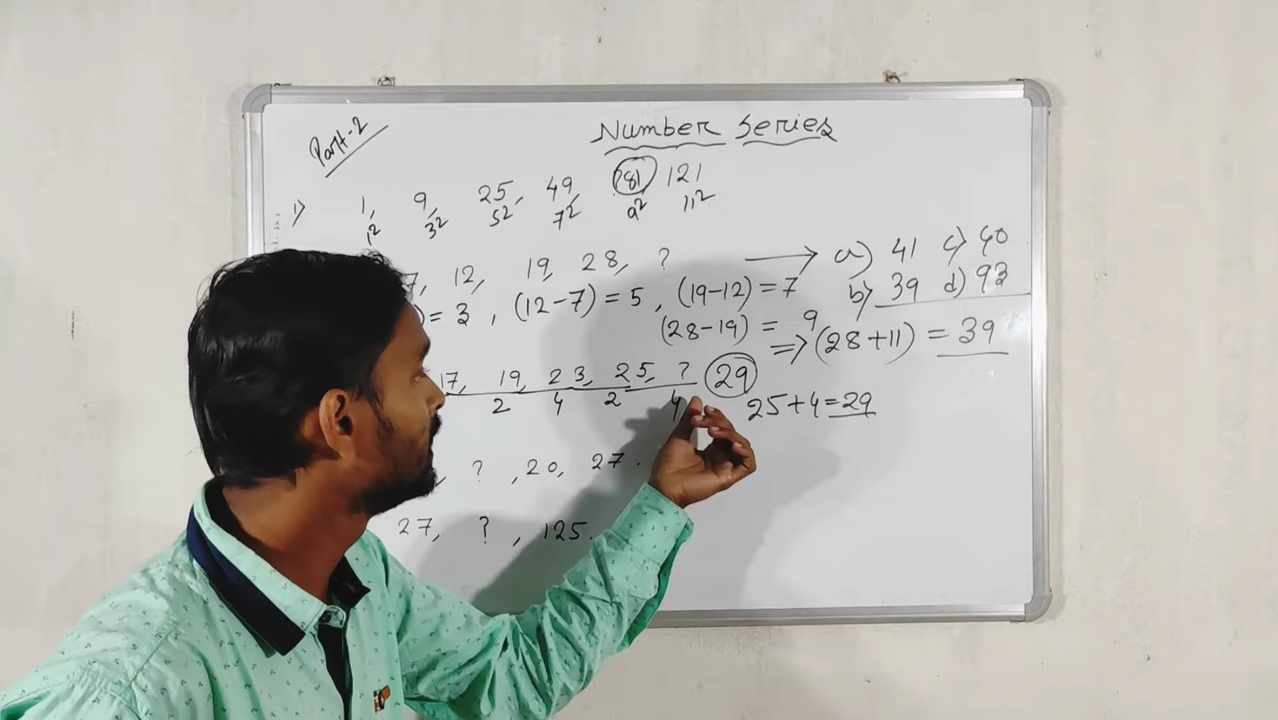 Part-2
Number Series
1) 1, 9, 25, 49, 81 121
1² 3² 5² 7² 9² 11²
7, 12, 19, 28, ? → a) 41 c) 40
b) 39 d) 93
= 3, (12-7) = 5, (19-12) = 7
(28-19) = 9
⇒ (28+11) = 39
17, 19, 23, 25, ? 29
2 4 2 4 25+4=29
, ?, 20, 27.
27, ?, 125.